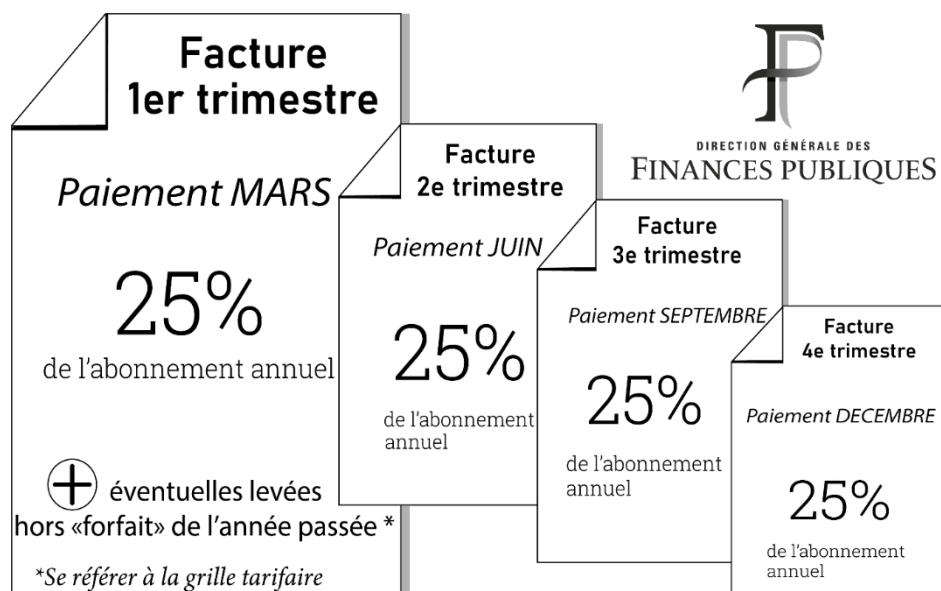 Facture
1er trimestre
Paiement MARS
25%
de l'abonnement annuel
+ éventuelles levées
hors «forfait» de l'année passée *
*Se référer à la grille tarifaire
Facture
2e trimestre
Paiement JUIN
25%
de l'abonnement
annuel
Facture
3e trimestre
Paiement SEPTEMBRE
25%
de l'abonnement
annuel
Facture
4e trimestre
Paiement DECEMBRE
25%
de l'abonnement
annuel
FP
DIRECTION GÉNÉRALE DES
FINANCES PUBLIQUES